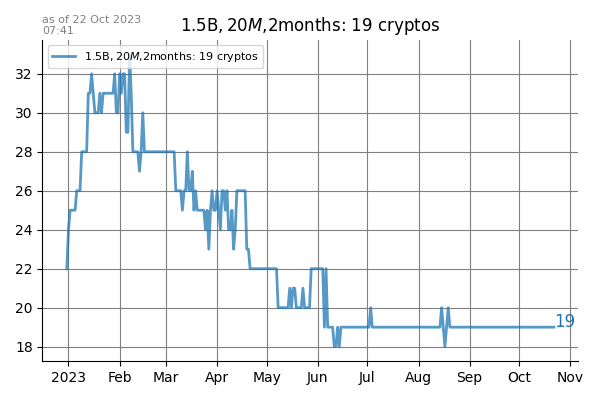 as of 22 Oct 2023
07:41
1.5B, 20M,2months: 19 cryptos
1.5B, 20M,2months: 19 cryptos
32
30
28
26
24
22
20
18
19
2023 Feb Mar Apr May Jun Jul Aug Sep Oct Nov